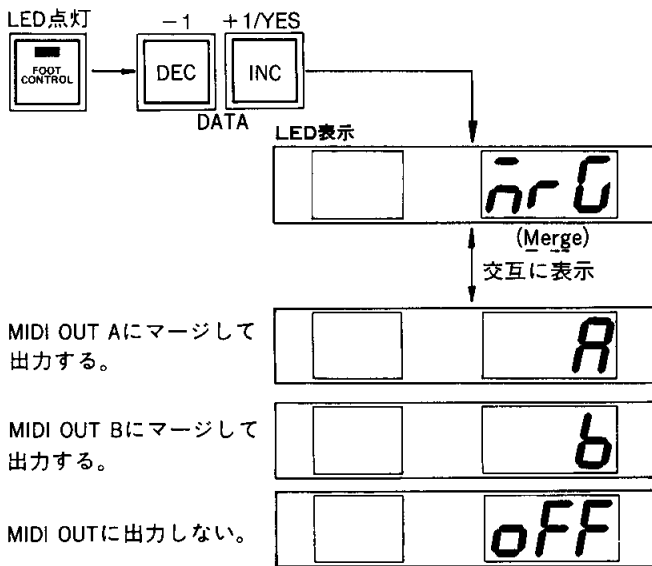 LED点灯
FOOT
CONTROL
−1
+1/YES
DEC
INC
DATA
LED表示
n̄rG
(Merge)
交互に表示
MIDI OUT Aにマージして
出力する。
A
MIDI OUT Bにマージして
出力する。
b
MIDI OUTに出力しない。
oFF